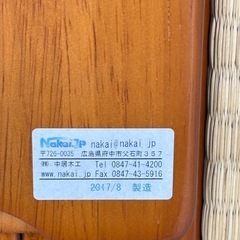 Nakai.jp nakai@nakai.jp
〒726-0035 広島県府中市父石町357
㈱ 中居木工 Tel 0847-41-4200
www.nakai.jp Fax 0847-43-5916
2017/8 製造